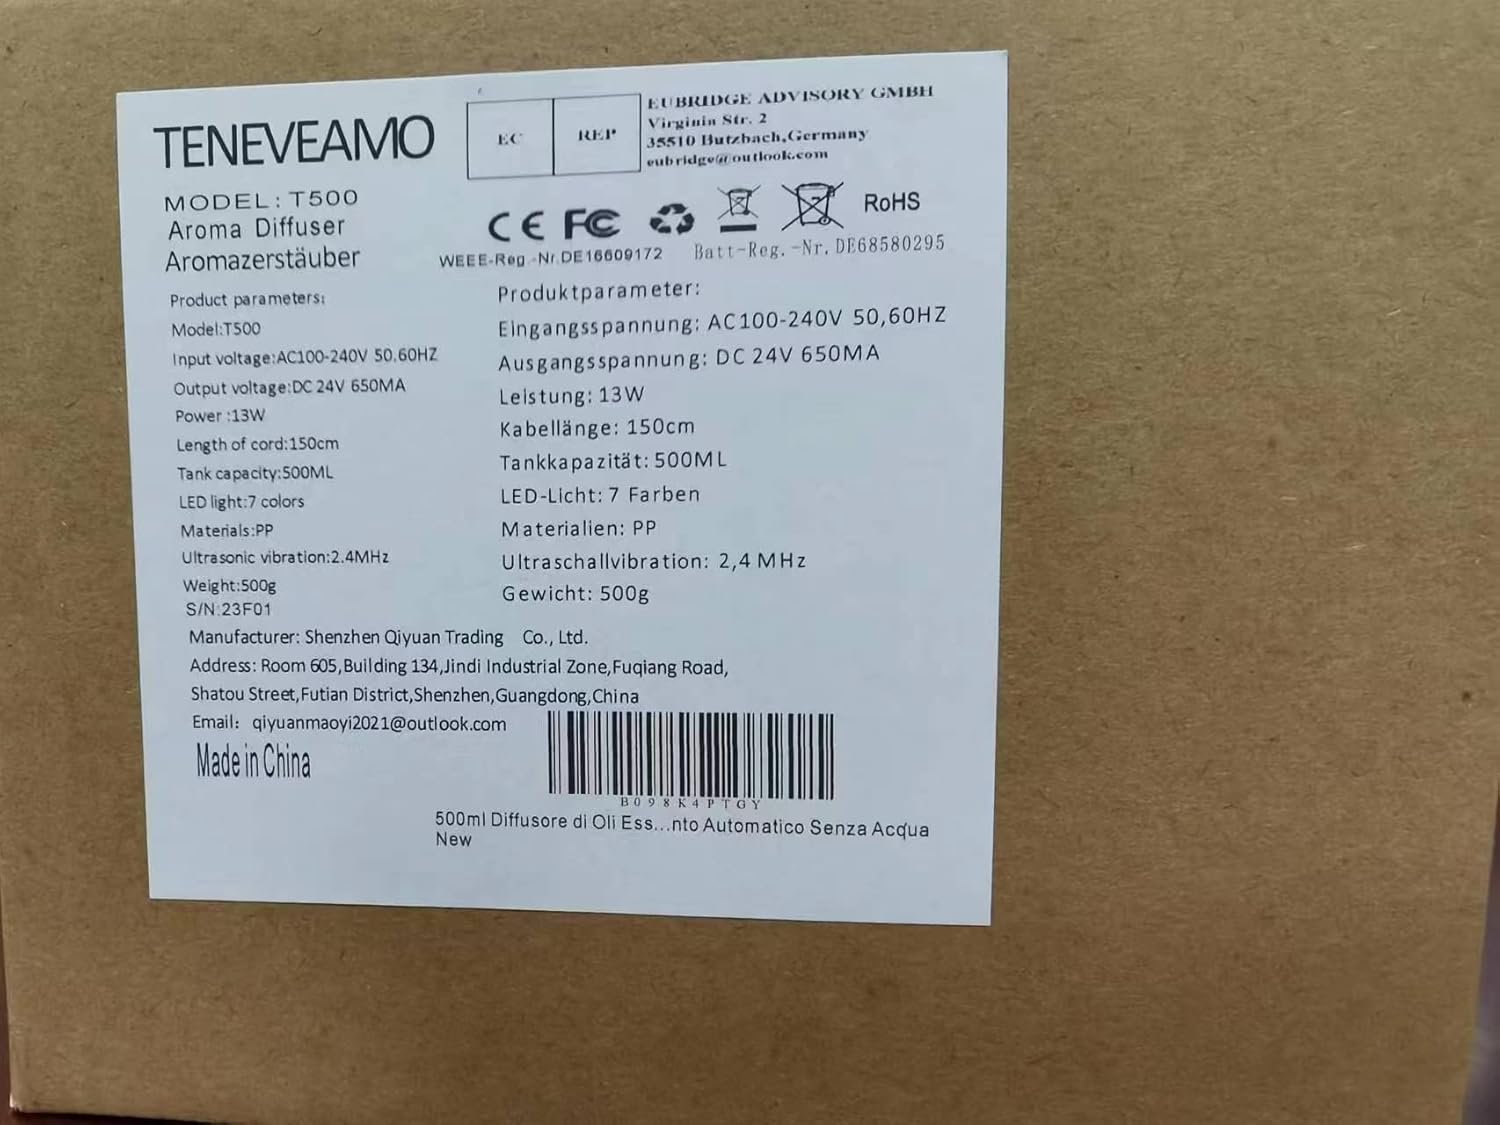 TENEVEAMO
MODEL: T500
Aroma Diffuser
Aromazerstäuber
EC REP
EUBRIDGE ADVISORY GMBH
Virginia Str. 2
35510 Butzbach,Germany
eubridge@outlook.com
CE FC RoHS
WEEE-Reg.-Nr.DE16609172
Batt-Reg.-Nr. DE68580295
Product parameters:
Model:T500
Input voltage:AC100-240V 50.60HZ
Output voltage:DC 24V 650MA
Power :13W
Length of cord:150cm
Tank capacity:500ML
LED light:7 colors
Materials:PP
Ultrasonic vibration:2.4MHz
Weight:500g
S/N:23F01
Produktparameter:
Eingangsspannung: AC100-240V 50,60HZ
Ausgangsspannung: DC 24V 650MA
Leistung: 13W
Kabellänge: 150cm
Tankkapazität: 500ML
LED-Licht: 7 Farben
Materialien: PP
Ultraschallvibration: 2,4 MHz
Gewicht: 500g
Manufacturer: Shenzhen Qiyuan Trading Co., Ltd.
Address: Room 605,Building 134,Jindi Industrial Zone,Fuqiang Road,
Shatou Street,Futian District,Shenzhen,Guangdong,China
Email: qiyuanmaoyi2021@outlook.com
Made in China
B098K4PTGY
500ml Diffusore di Oli Ess...nto Automatico Senza Acqua
New